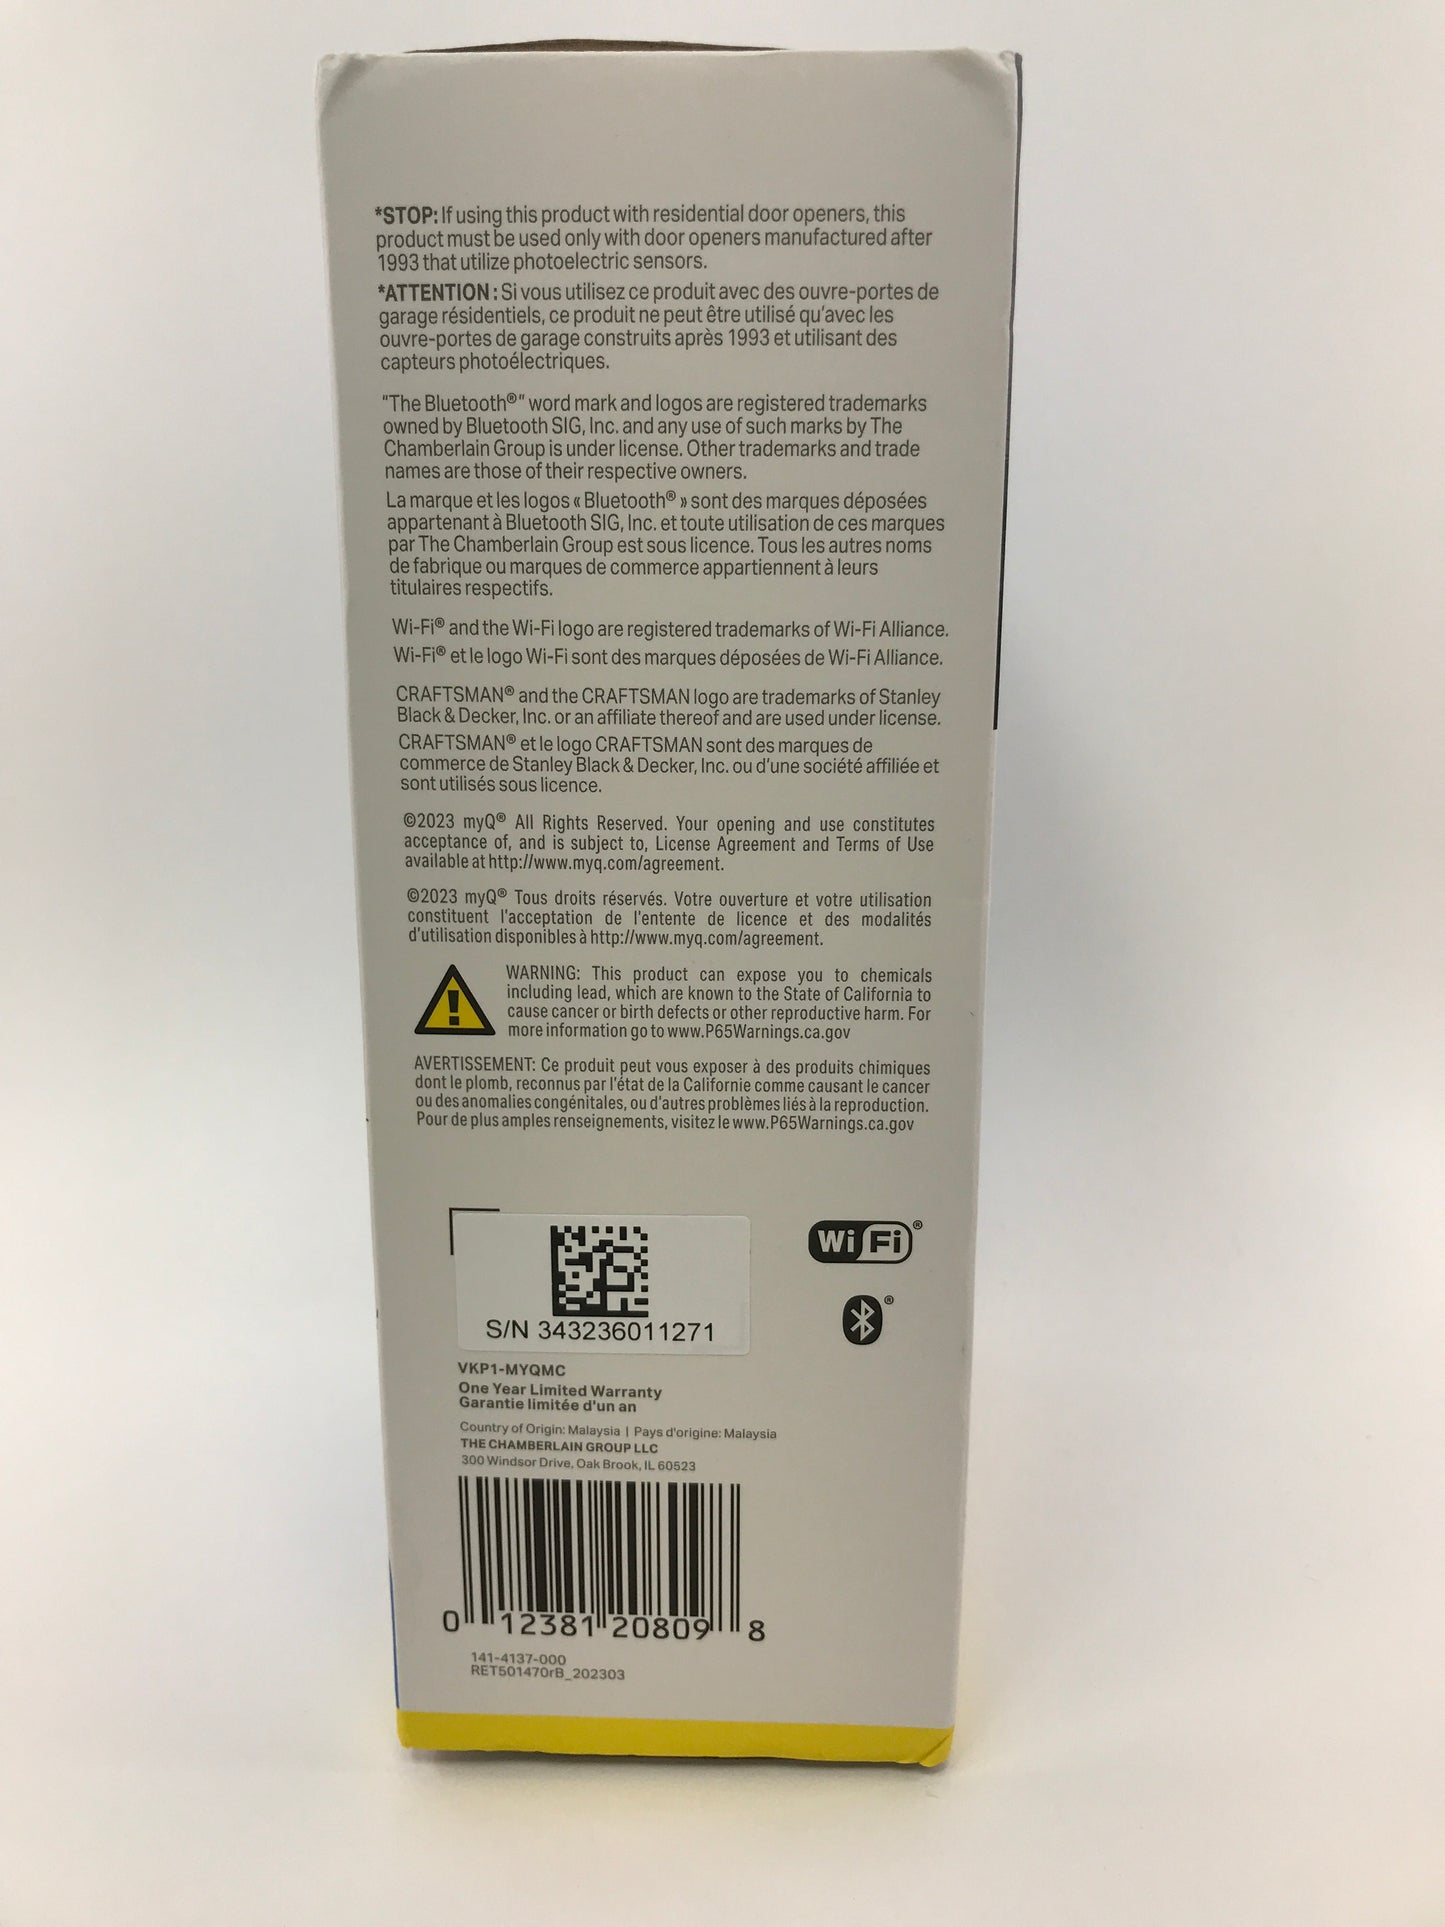 *STOP: If using this product with residential door openers, this
product must be used only with door openers manufactured after
1993 that utilize photoelectric sensors.
*ATTENTION : Si vous utilisez ce produit avec des ouvre-portes de
garage résidentiels, ce produit ne peut être utilisé qu'avec les
ouvre-portes de garage construits après 1993 et utilisant des
capteurs photoélectriques.
"The Bluetooth®" word mark and logos are registered trademarks
owned by Bluetooth SIG, Inc. and any use of such marks by The
Chamberlain Group is under license. Other trademarks and trade
names are those of their respective owners.
La marque et les logos « Bluetooth® » sont des marques déposées
appartenant à Bluetooth SIG, Inc. et toute utilisation de ces marques
par The Chamberlain Group est sous licence. Tous les autres noms
de fabrique ou marques de commerce appartiennent à leurs
titulaires respectifs.
Wi-Fi® and the Wi-Fi logo are registered trademarks of Wi-Fi Alliance.
Wi-Fi® et le logo Wi-Fi sont des marques déposées de Wi-Fi Alliance.
CRAFTSMAN® and the CRAFTSMAN logo are trademarks of Stanley
Black & Decker, Inc. or an affiliate thereof and are used under license.
CRAFTSMAN® et le logo CRAFTSMAN sont des marques de
commerce de Stanley Black & Decker, Inc. ou d'une société affiliée et
sont utilisés sous licence.
©2023 myQ® All Rights Reserved. Your opening and use constitutes
acceptance of, and is subject to, License Agreement and Terms of Use
available at http://www.myq.com/agreement.
©2023 myQ® Tous droits réservés. Votre ouverture et votre utilisation
constituent l'acceptation de l'entente de licence et des modalités
d'utilisation disponibles à http://www.myq.com/agreement.
WARNING: This product can expose you to chemicals
including lead, which are known to the State of California to
cause cancer or birth defects or other reproductive harm. For
more information go to www.P65Warnings.ca.gov
AVERTISSEMENT: Ce produit peut vous exposer à des produits chimiques
dont le plomb, reconnus par l'état de la Californie comme causant le cancer
ou des anomalies congénitales, ou d'autres problèmes liés à la reproduction.
Pour de plus amples renseignements, visitez le www.P65Warnings.ca.gov
Wi Fi®
®
S/N 343236011271
VKP1-MYQMC
One Year Limited Warranty
Garantie limitée d'un an
Country of Origin: Malaysia | Pays d'origine: Malaysia
THE CHAMBERLAIN GROUP LLC
300 Windsor Drive, Oak Brook, IL 60523
0 12381 20809 8
141-4137-000
RET501470rB_202303